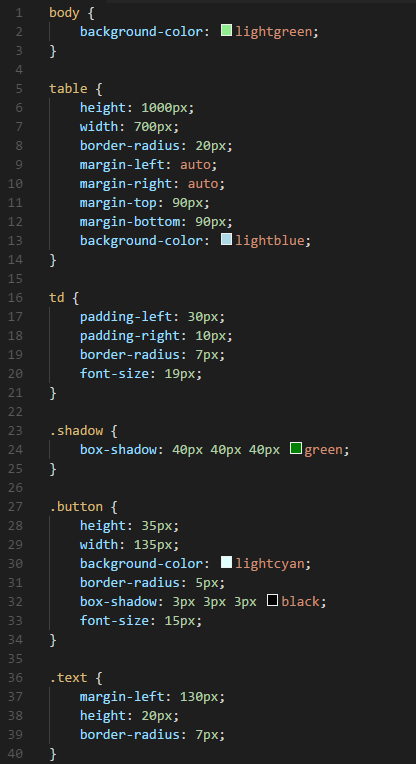 1 body {
2     background-color: lightgreen;
3 }
4
5 table {
6     height: 1000px;
7     width: 700px;
8     border-radius: 20px;
9     margin-left: auto;
10     margin-right: auto;
11     margin-top: 90px;
12     margin-bottom: 90px;
13     background-color: lightblue;
14 }
15
16 td {
17     padding-left: 30px;
18     padding-right: 10px;
19     border-radius: 7px;
20     font-size: 19px;
21 }
22
23 .shadow {
24     box-shadow: 40px 40px 40px green;
25 }
26
27 .button {
28     height: 35px;
29     width: 135px;
30     background-color: lightcyan;
31     border-radius: 5px;
32     box-shadow: 3px 3px 3px black;
33     font-size: 15px;
34 }
35
36 .text {
37     margin-left: 130px;
38     height: 20px;
39     border-radius: 7px;
40 }